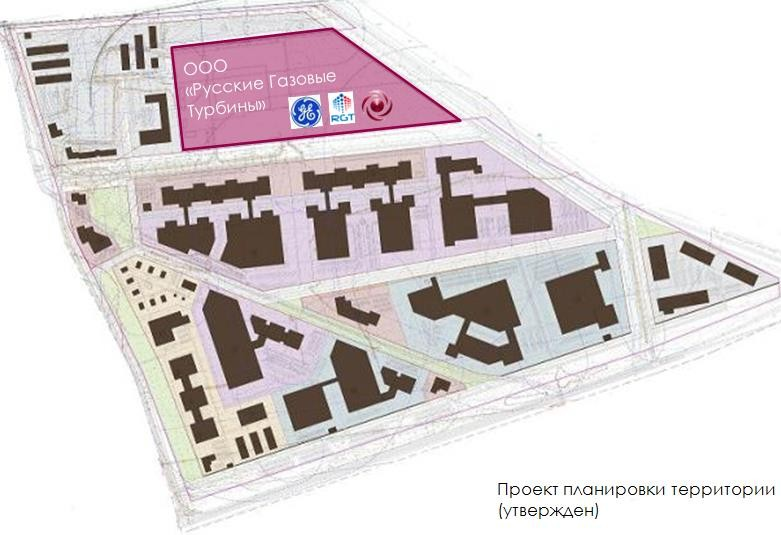 ООО
«Русские Газовые
Турбины»
RGT
Проект планировки территории
(утвержден)